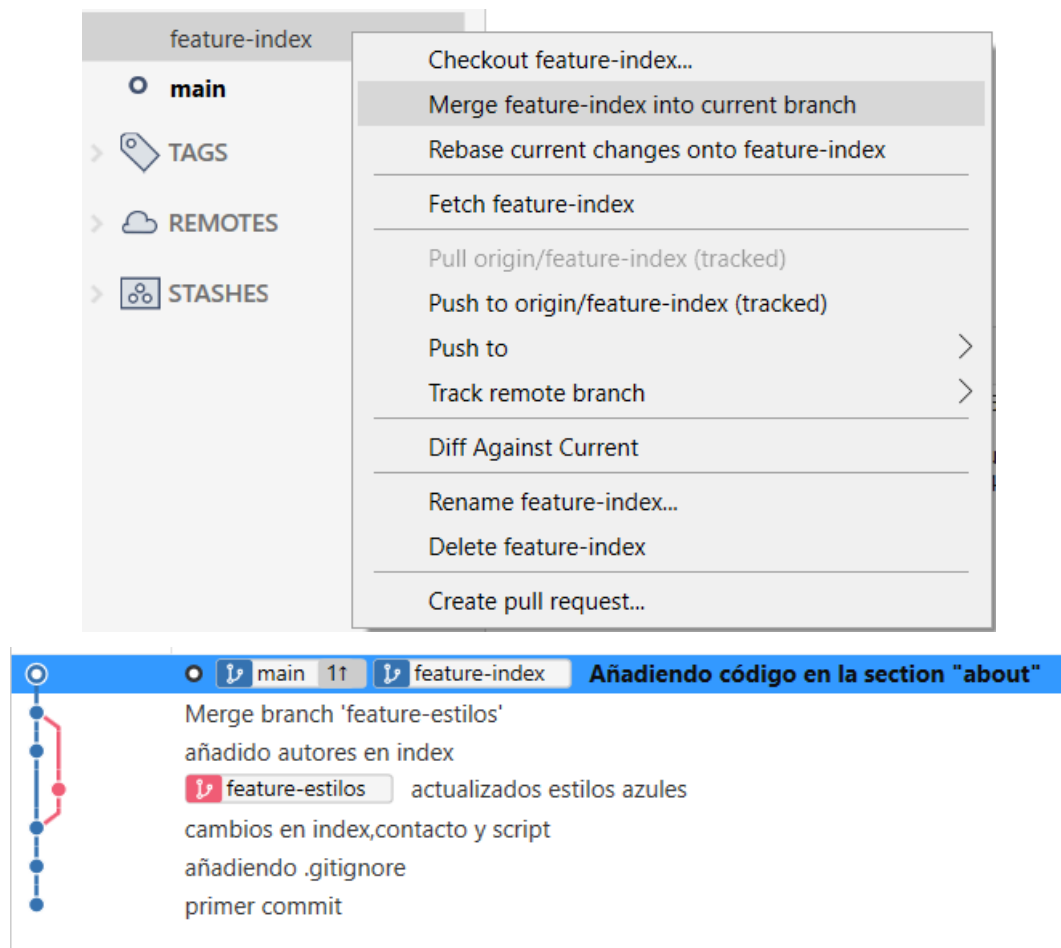 feature-index
Checkout feature-index...
main
Merge feature-index into current branch
Rebase current changes onto feature-index
TAGS
Fetch feature-index
REMOTES
Pull origin/feature-index (tracked)
STASHES
Push to origin/feature-index (tracked)
Push to
Track remote branch
Diff Against Current
Rename feature-index...
Delete feature-index
Create pull request...
main 1↑ feature-index Añadiendo código en la section "about"
Merge branch 'feature-estilos'
añadido autores en index
feature-estilos actualizados estilos azules
cambios en index,contacto y script
añadiendo .gitignore
primer commit